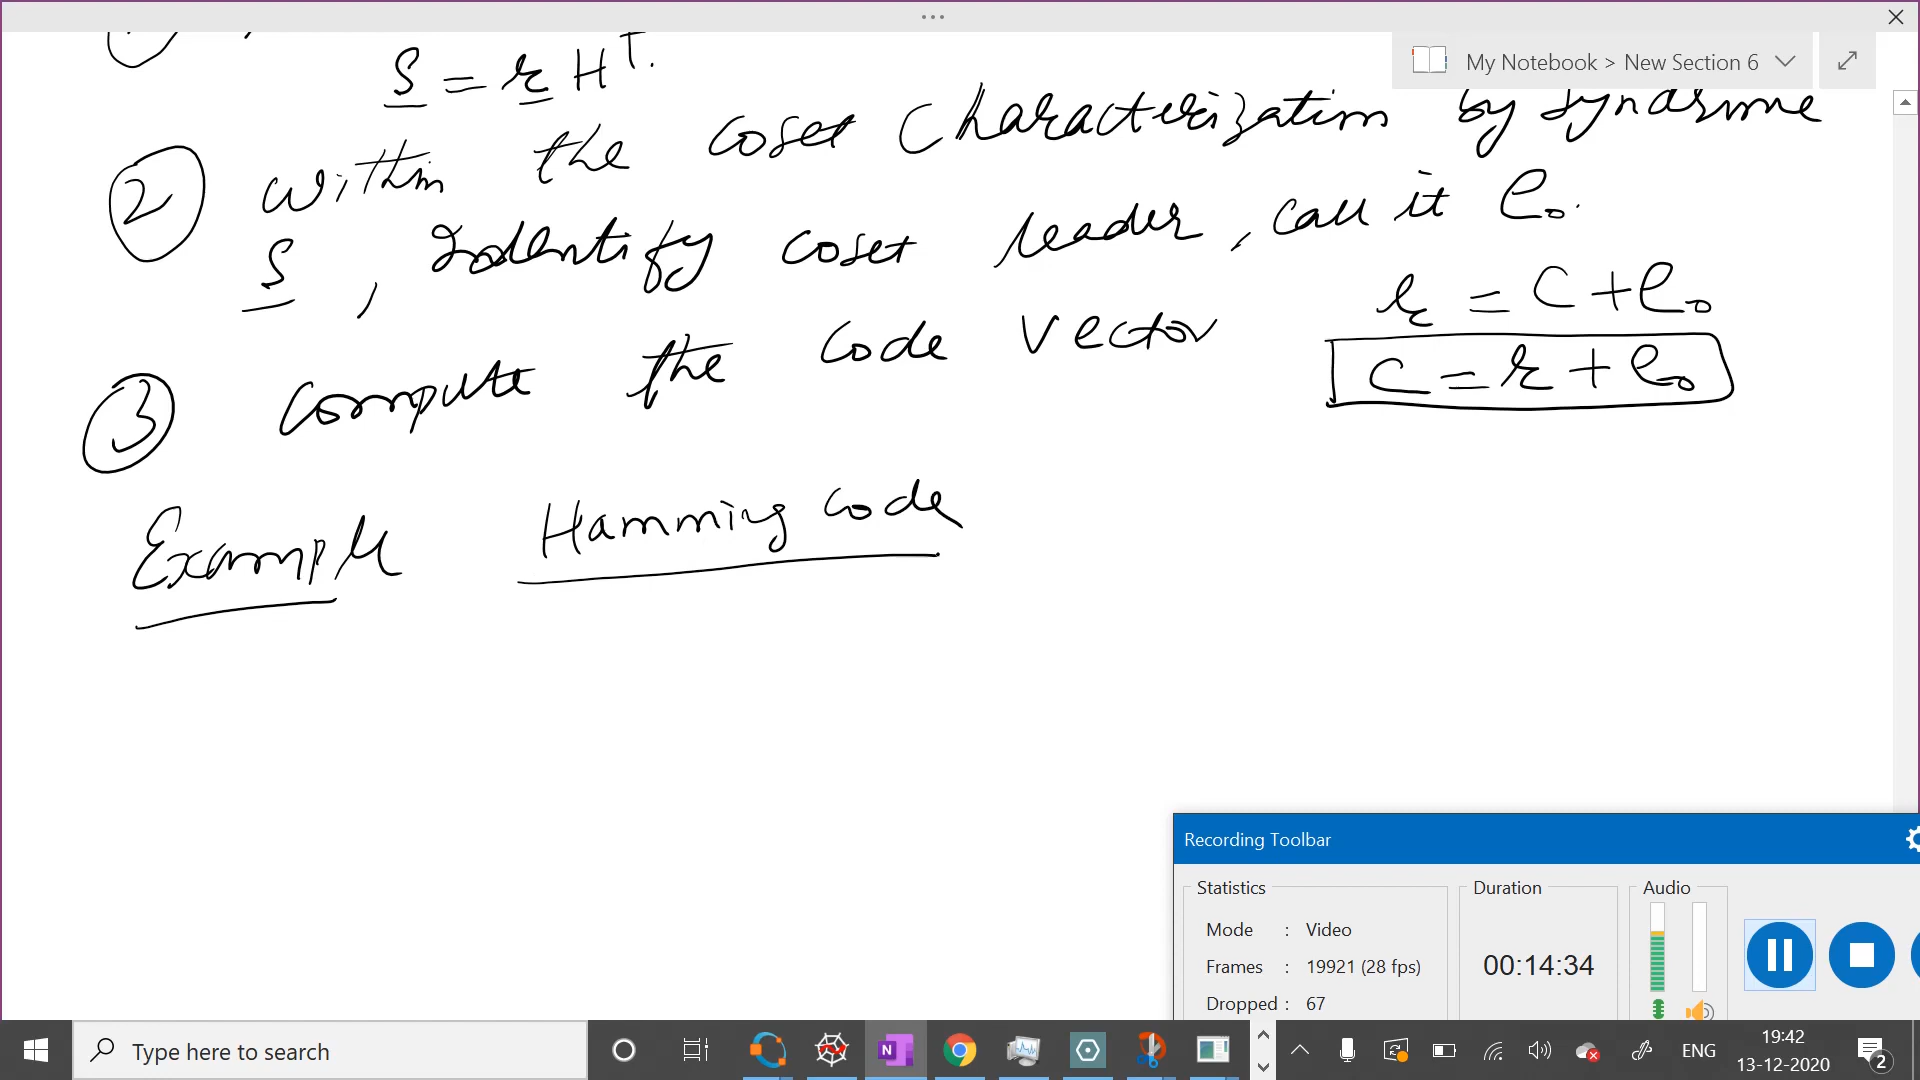 My Notebook > New Section 6
S = r H^T.
② Within the coset characterization by syndrome
S, Indentify coset leader, call it e₀.
r = C + e₀
③ Compute the code vector
C = r + e₀
Example Hamming code
Recording Toolbar
Statistics
Mode : Video
Frames : 19921 (28 fps)
Dropped : 67
Duration
00:14:34
Audio
Type here to search
N
ENG
19:42
13-12-2020
2